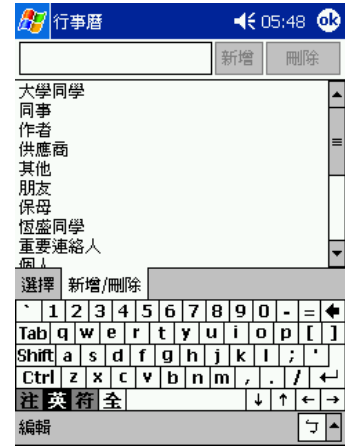 行事曆 05:48 ok
新增 刪除
大學同學
同事
作者
供應商
其他
朋友
保母
恆盛同學
重要連絡人
個人
選擇 新增/刪除
` 1 2 3 4 5 6 7 8 9 0 - =
Tab q w e r t y u i o p [ ]
Shift a s d f g h j k l ; '
Ctrl z x c v b n m , . /
注 英 符 全
編輯 ㄅ